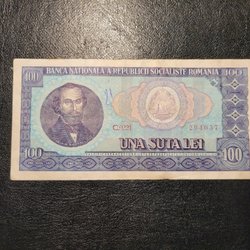 BANCA NATIONALA A REPUBLICII SOCIALISTE ROMANIA
100 100
UNA SUTA LEI
100 100